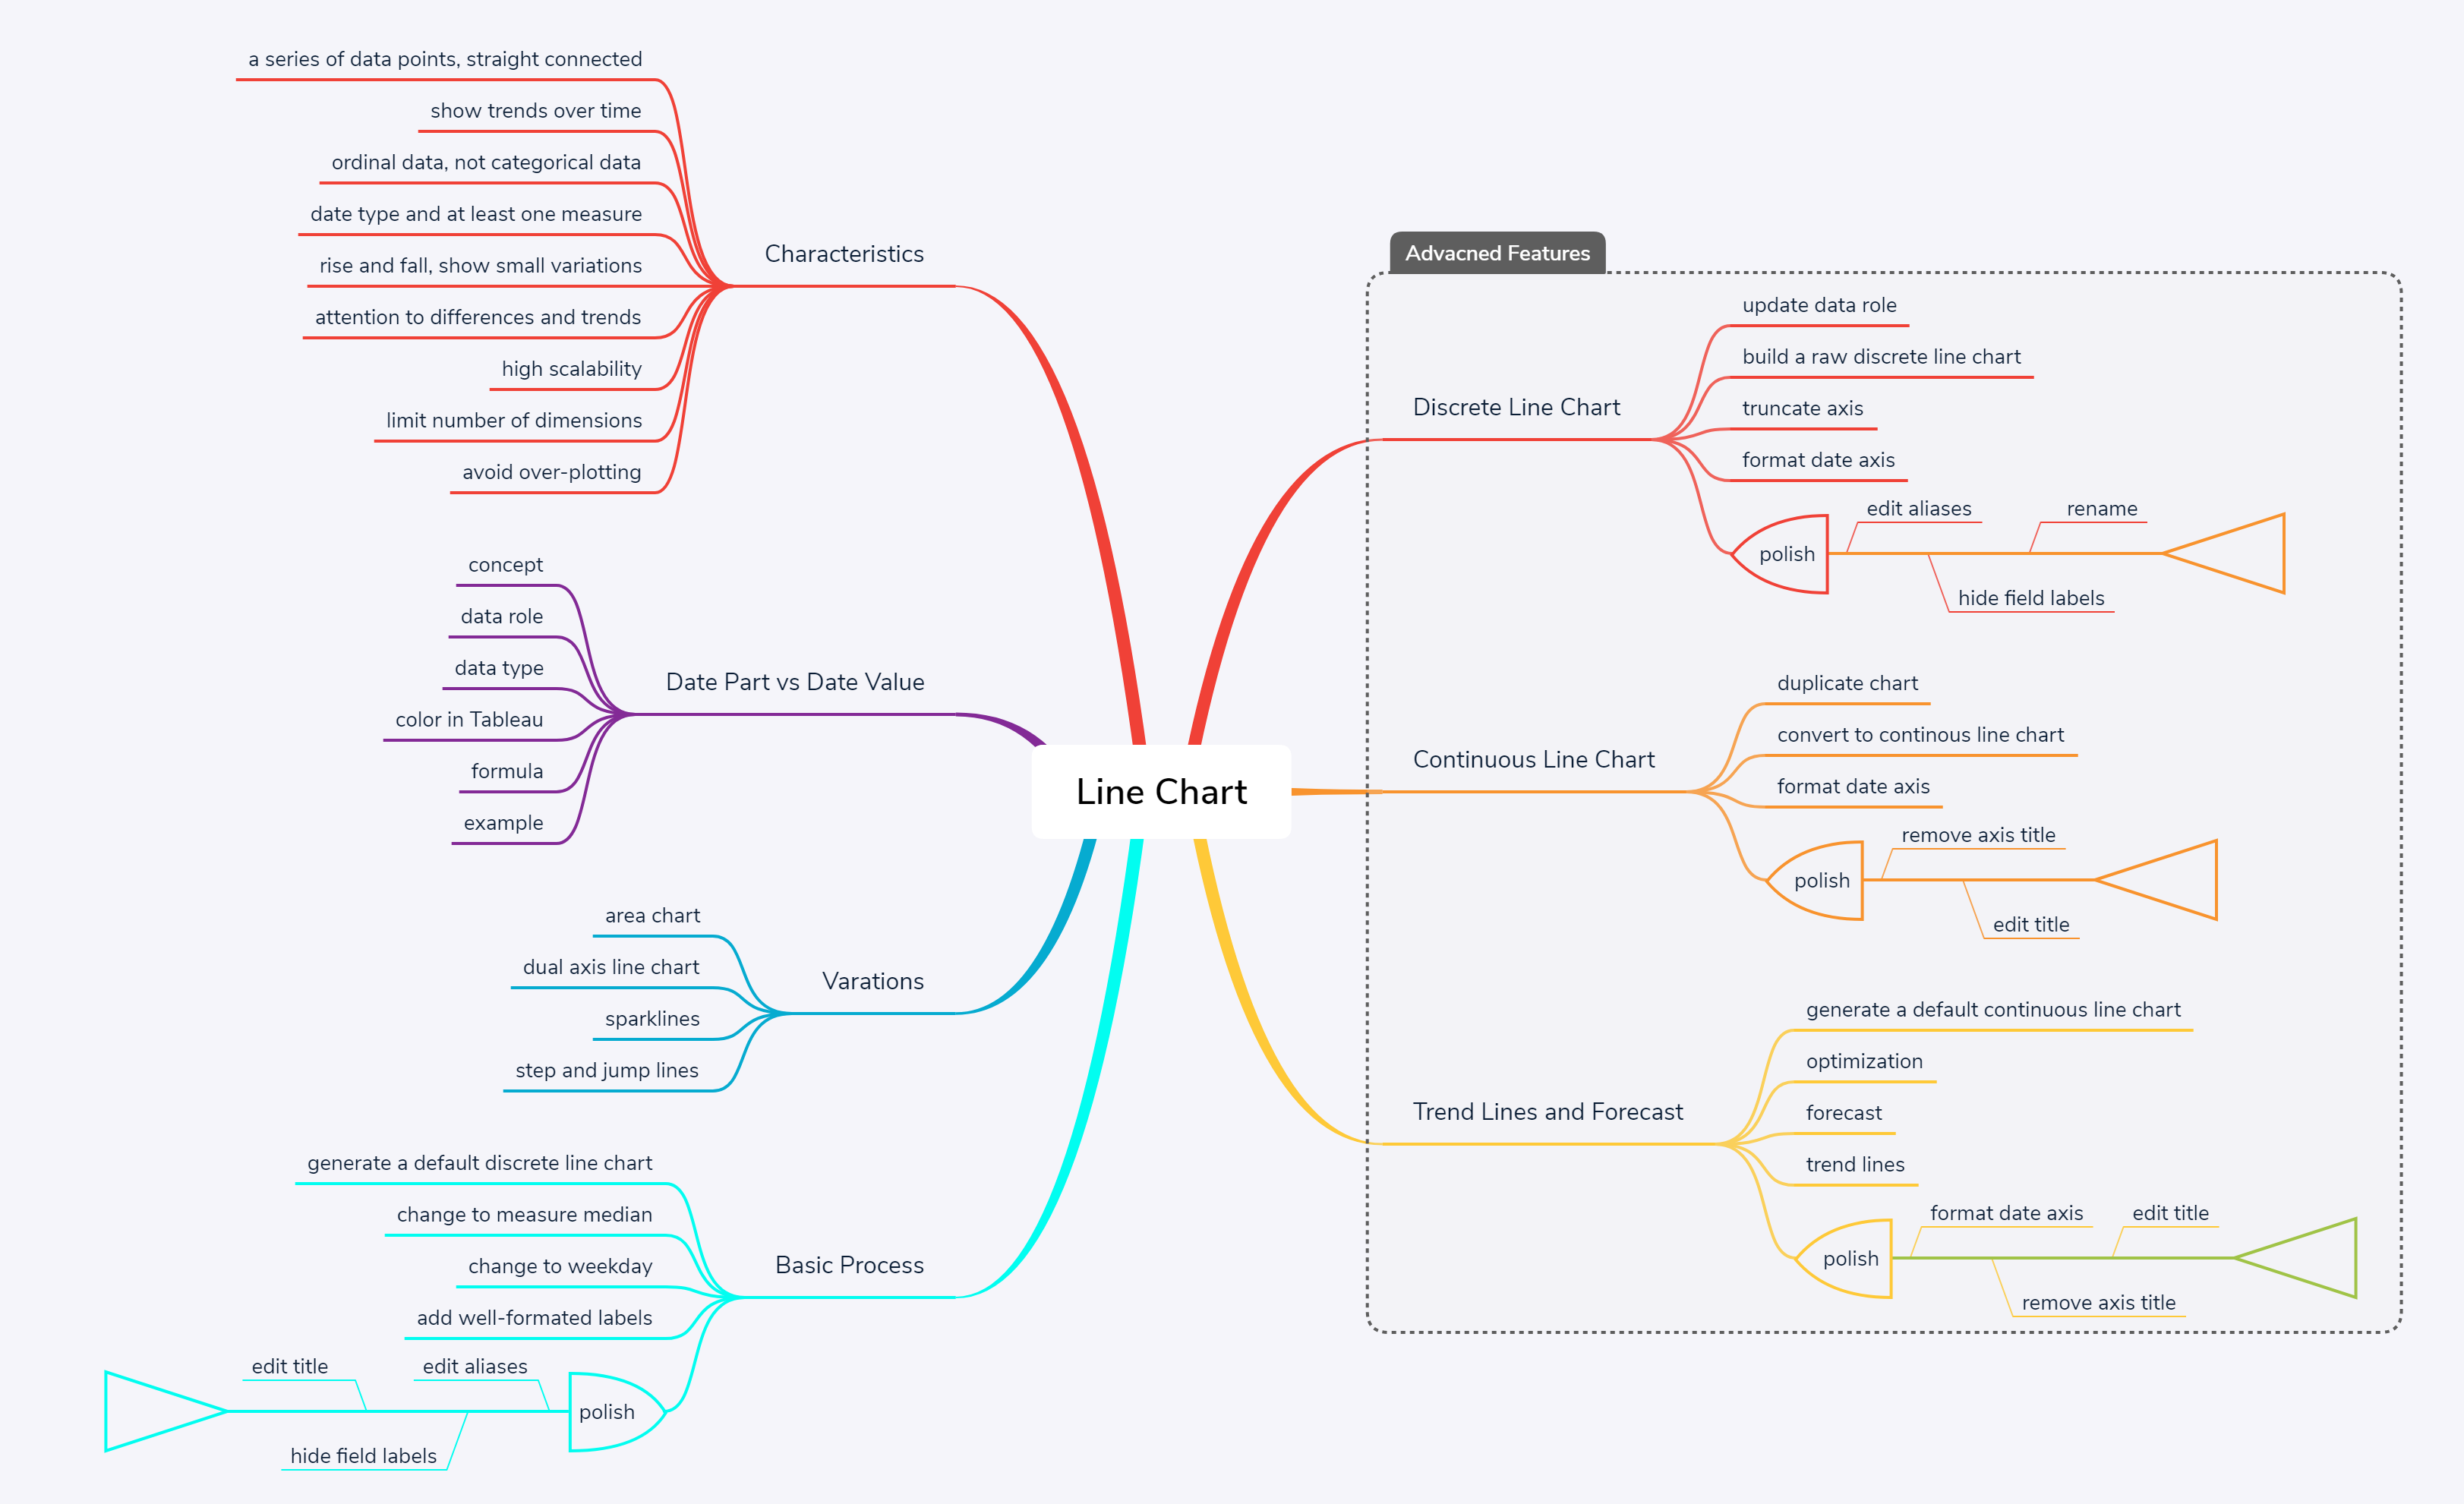 Line Chart
Characteristics
a series of data points, straight connected
show trends over time
ordinal data, not categorical data
date type and at least one measure
rise and fall, show small variations
attention to differences and trends
high scalability
limit number of dimensions
avoid over-plotting
Date Part vs Date Value
concept
data role
data type
color in Tableau
formula
example
Varations
area chart
dual axis line chart
sparklines
step and jump lines
Basic Process
generate a default discrete line chart
change to measure median
change to weekday
add well-formated labels
polish
edit aliases
hide field labels
edit title
Advacned Features
Discrete Line Chart
update data role
build a raw discrete line chart
truncate axis
format date axis
polish
edit aliases
hide field labels
rename
Continuous Line Chart
duplicate chart
convert to continous line chart
format date axis
polish
remove axis title
edit title
Trend Lines and Forecast
generate a default continuous line chart
optimization
forecast
trend lines
polish
format date axis
remove axis title
edit title